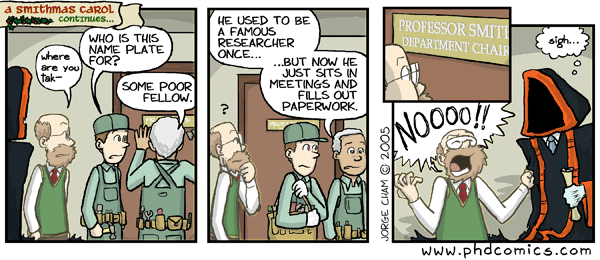 a SMITHMAS CAROL
continues...
where
are you
tak-
WHO IS THIS
NAME PLATE
FOR?
SOME POOR
FELLOW.
HE USED TO BE
A FAMOUS
RESEARCHER
ONCE...
...BUT NOW HE
JUST SITS IN
MEETINGS AND
FILLS OUT
PAPERWORK.
?
PROFESSOR SMIT
DEPARTMENT CHAIR
sigh...
NOOOO!!
JORGE CHAM © 2005
www.phdcomics.com